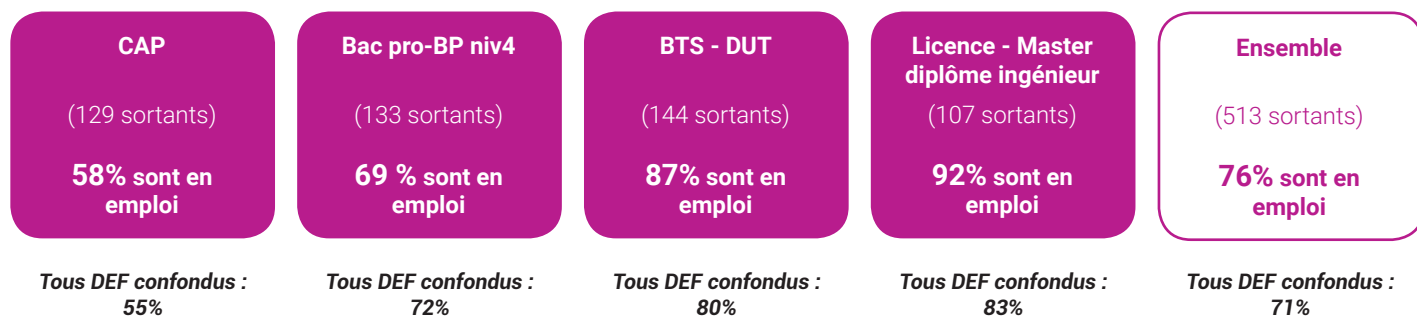 CAP
(129 sortants)
58% sont en
emploi
Bac pro-BP niv4
(133 sortants)
69 % sont en
emploi
BTS - DUT
(144 sortants)
87% sont en
emploi
Licence - Master
diplôme ingénieur
(107 sortants)
92% sont en
emploi
Ensemble
(513 sortants)
76% sont en
emploi
Tous DEF confondus :
55%
Tous DEF confondus :
72%
Tous DEF confondus :
80%
Tous DEF confondus :
83%
Tous DEF confondus :
71%